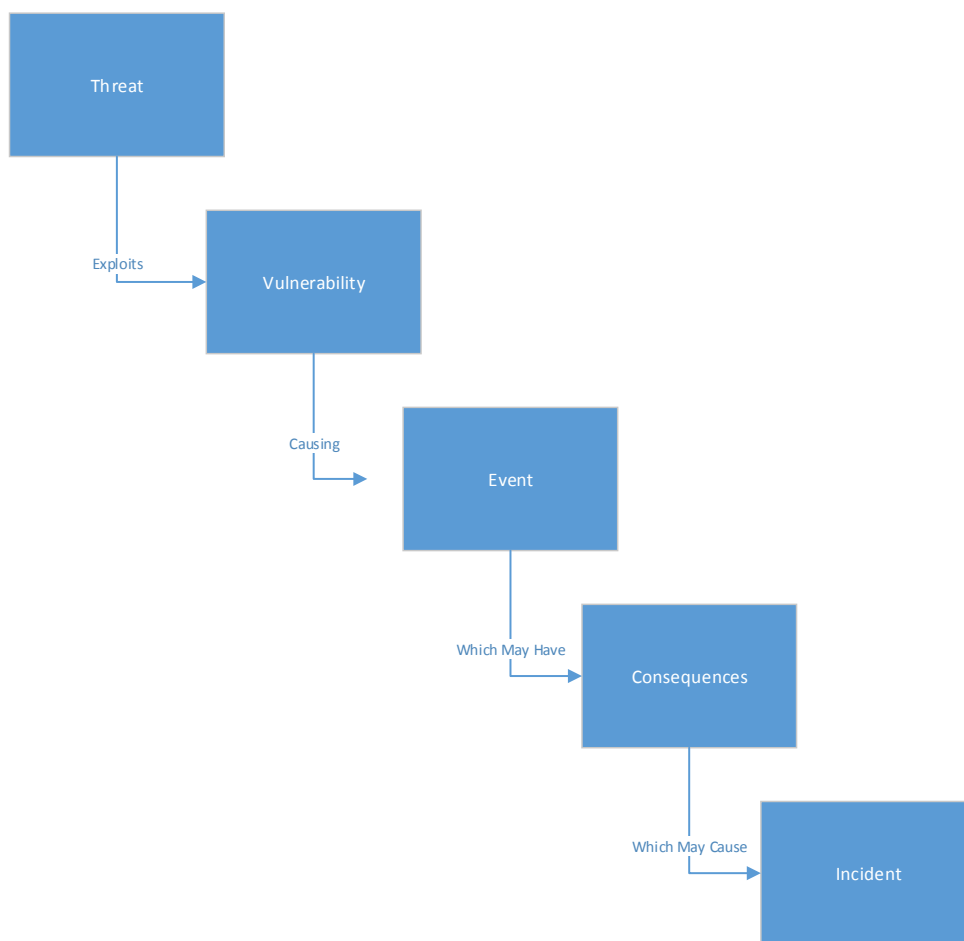 Threat
Exploits
Vulnerability
Causing
Event
Which May Have
Consequences
Which May Cause
Incident